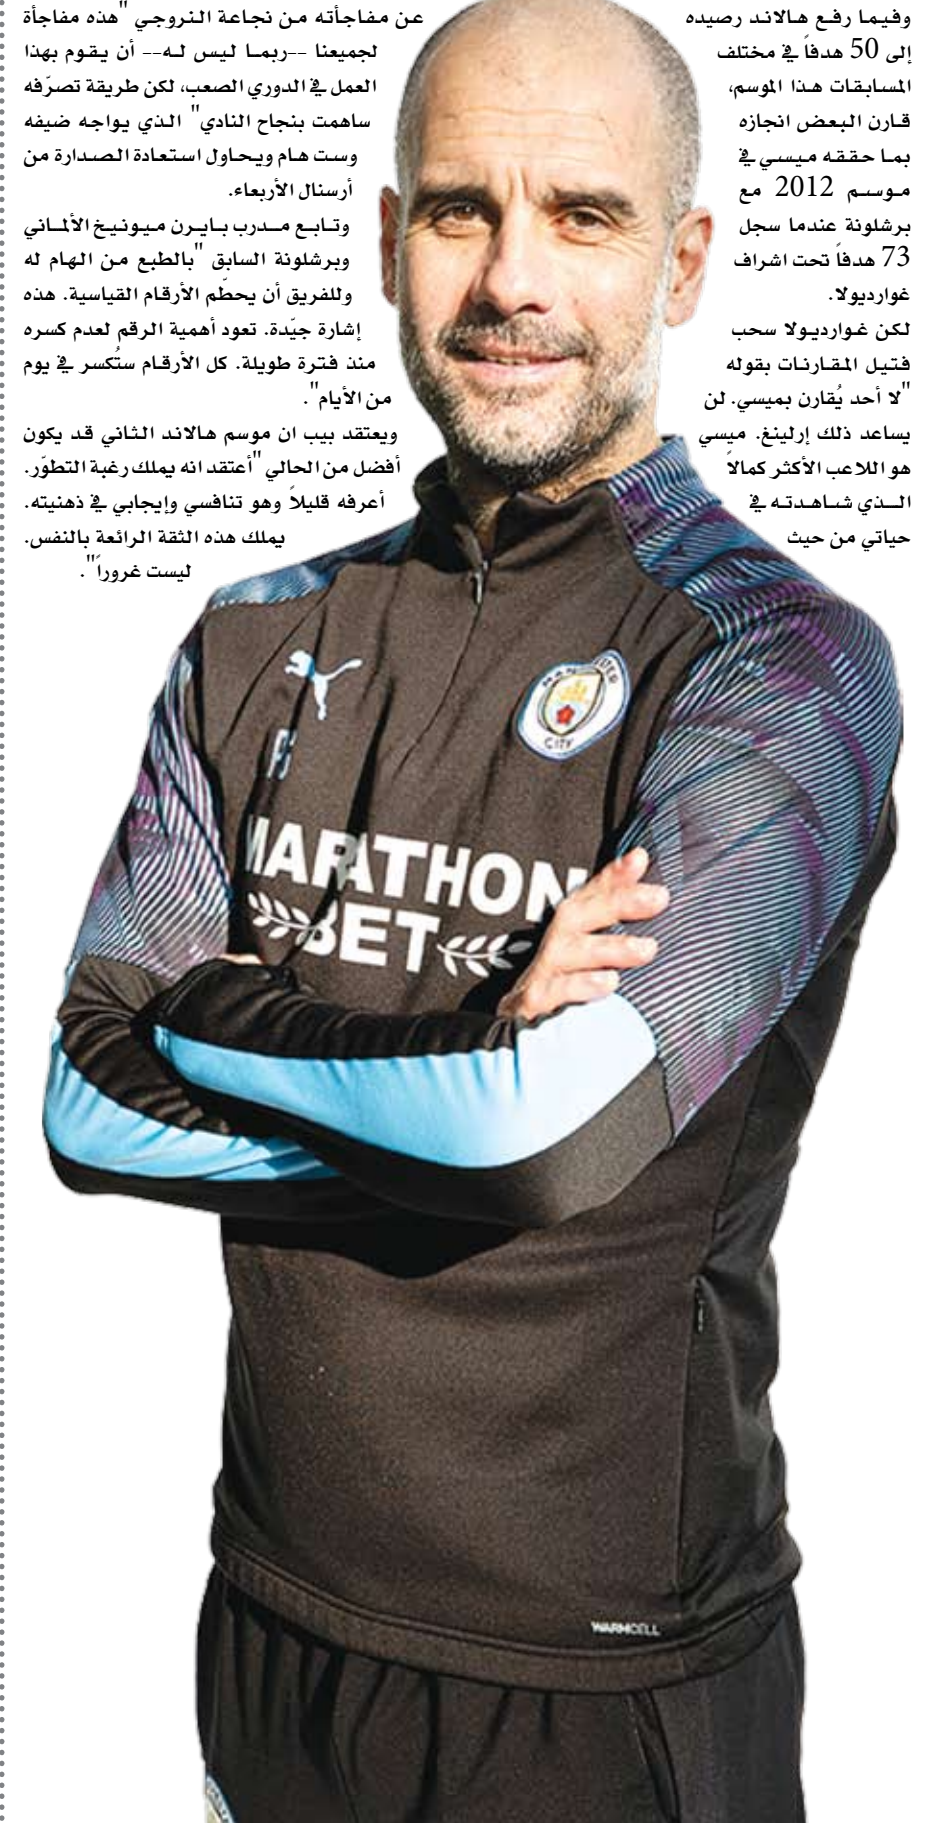 وفيما رفع هالاند رصيده
إلى 50 هدفاً في مختلف
المسابقات هذا الموسم،
قارن البعض انجازه
بما حققه ميسي في
موسم 2012 مع
برشلونة عندما سجل
73 هدفاً تحت اشراف
غوارديولا.
لكن غوارديولا سحب
فتيل المقارنات بقوله
"لا أحد يُقارن بميسي. لن
يساعد ذلك إرلينغ. ميسي
هو اللاعب الأكثر كمالاً
الذي شاهدته في
حياتي من حيث
عن مفاجأته من نجاعة النروجي "هذه مفاجأة
لجميعنا --ربما ليس له-- أن يقوم بهذا
العمل في الدوري الصعب، لكن طريقة تصرّفه
ساهمت بنجاح النادي" الذي يواجه ضيفه
وست هام ويحاول استعادة الصدارة من
أرسنال الأربعاء.
وتابع مدرب بايرن ميونيخ الألماني
وبرشلونة السابق "بالطبع من الهام له
وللفريق أن يحطّم الأرقام القياسية. هذه
إشارة جيّدة. تعود أهمية الرقم لعدم كسره
منذ فترة طويلة. كل الأرقام ستُكسر في يوم
من الأيام".
ويعتقد بيب ان موسم هالاند الثاني قد يكون
أفضل من الحالي "أعتقد انه يملك رغبة التطوّر.
أعرفه قليلاً وهو تنافسي وإيجابي في ذهنيته.
يملك هذه الثقة الرائعة بالنفس.
ليست غروراً".
CITY
MARATHON
BET
WARMCELL